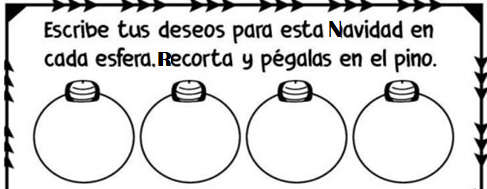 Escribe tus deseos para esta Navidad en
cada esfera.Recorta y pégalas en el pino.